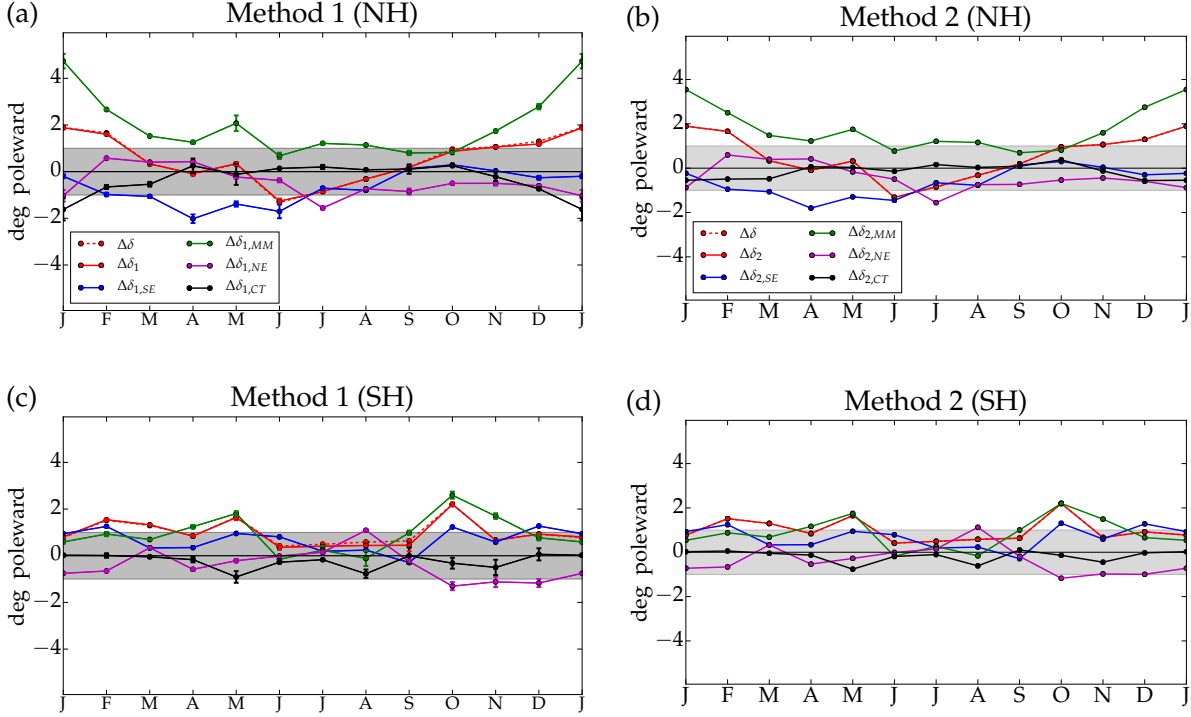 (a) Method 1 (NH)
deg poleward
4
2
0
−2
−4
Δδ
Δδ₁
Δδ₁,SE
Δδ₁,MM
Δδ₁,NE
Δδ₁,CT
J F M A M J J A S O N D J
(b) Method 2 (NH)
deg poleward
4
2
0
−2
−4
Δδ
Δδ₂
Δδ₂,SE
Δδ₂,MM
Δδ₂,NE
Δδ₂,CT
J F M A M J J A S O N D J
(c) Method 1 (SH)
deg poleward
4
2
0
−2
−4
J F M A M J J A S O N D J
(d) Method 2 (SH)
deg poleward
4
2
0
−2
−4
J F M A M J J A S O N D J